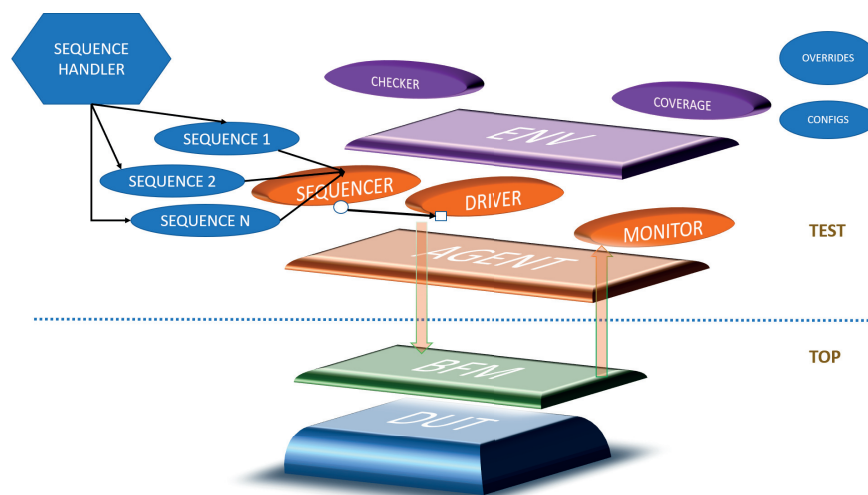 SEQUENCE
HANDLER
CHECKER
OVERRIDES
COVERAGE
CONFIGS
ENV
SEQUENCE 1
SEQUENCE 2
SEQUENCER
DRIVER
SEQUENCE N
MONITOR
TEST
AGENT
TOP
BFM
DUT